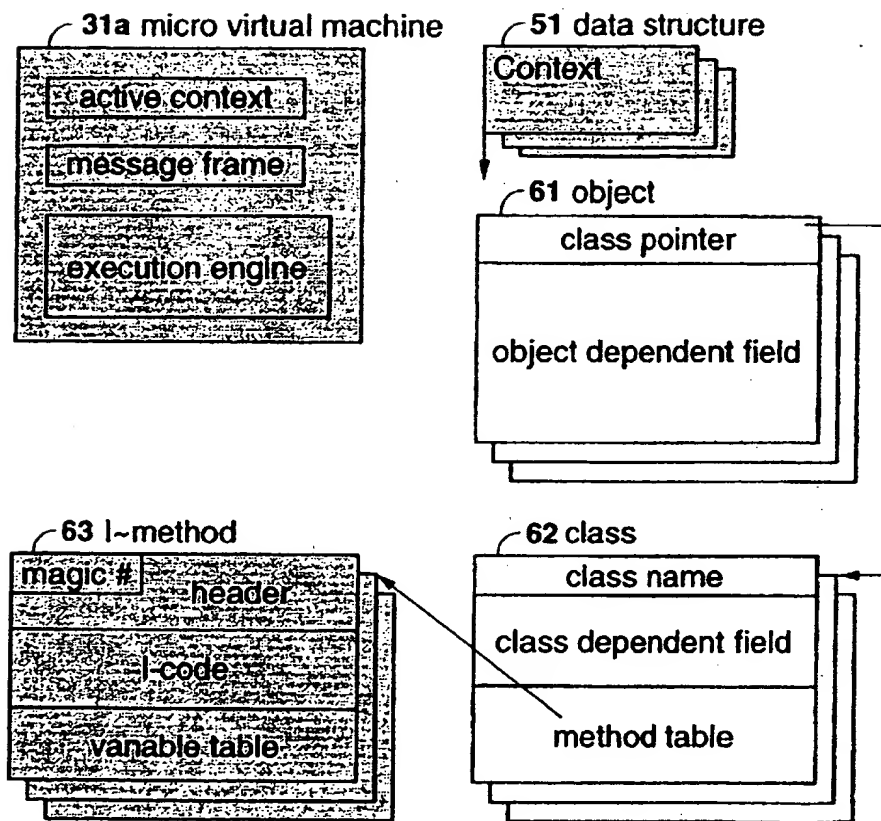 31a micro virtual machine
active context
message frame
execution engine
51 data structure
Context
61 object
class pointer
object dependent field
63 I~method
magic #
header
I-code
variable table
62 class
class name
class dependent field
method table